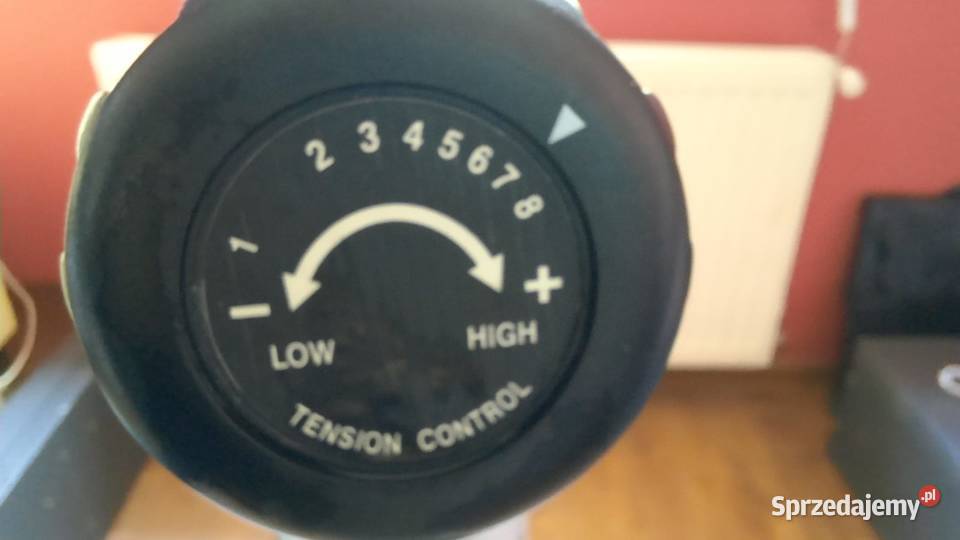 1 2 3 4 5 6 7 8
− +
LOW HIGH
TENSION CONTROL
Sprzedajemy.pl